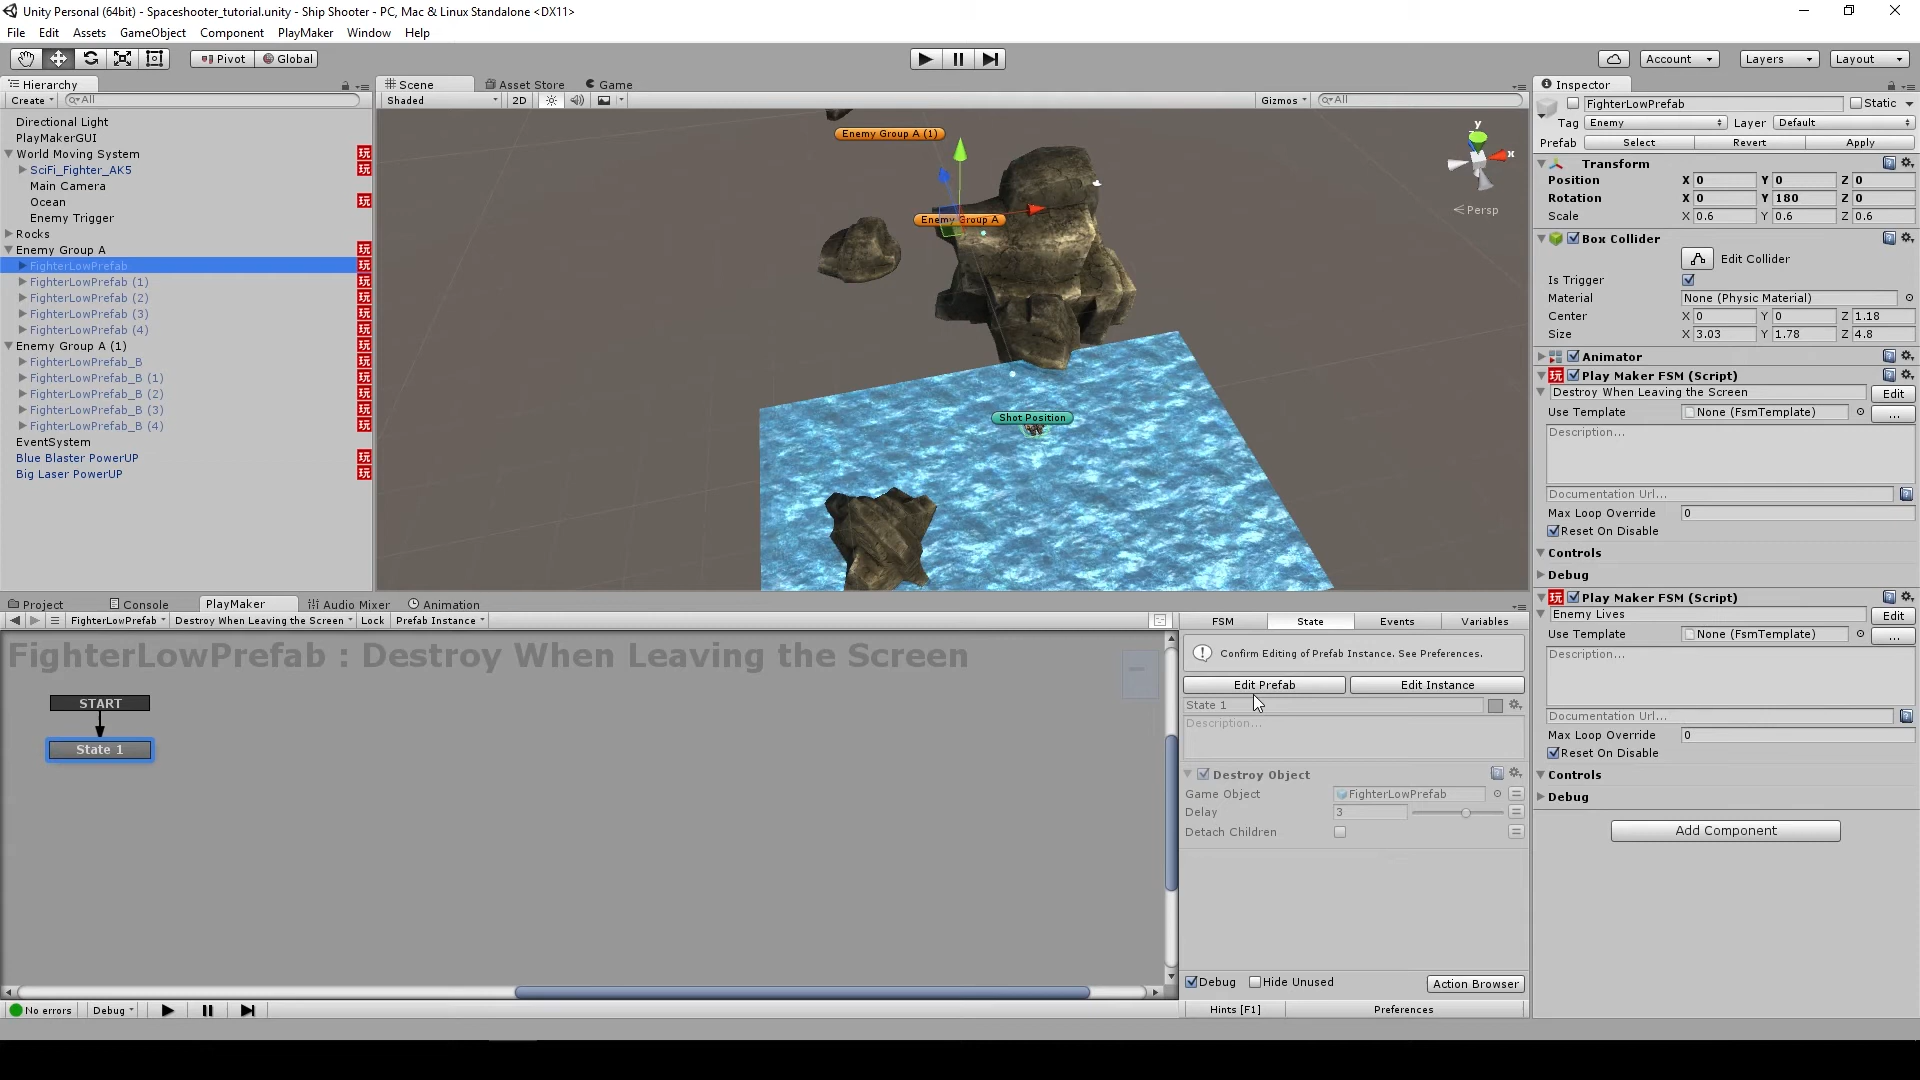 Unity Personal (64bit) - Spaceshooter_tutorial.unity - Ship Shooter - PC, Mac & Linux Standalone <DX11>
File Edit Assets GameObject Component PlayMaker Window Help
Pivot Global Account Layers Layout
Hierarchy
Create All
Directional Light
PlayMakerGUI
World Moving System
SciFi_Fighter_AK5
Main Camera
Ocean
Enemy Trigger
Rocks
Enemy Group A
FighterLowPrefab
FighterLowPrefab (1)
FighterLowPrefab (2)
FighterLowPrefab (3)
FighterLowPrefab (4)
Enemy Group A (1)
FighterLowPrefab_B
FighterLowPrefab_B (1)
FighterLowPrefab_B (2)
FighterLowPrefab_B (3)
FighterLowPrefab_B (4)
EventSystem
Blue Blaster PowerUP
Big Laser PowerUP
Scene Asset Store Game
Shaded 2D Gizmos All
Enemy Group A (1)
Enemy Group A
Shot Position
y
x
Persp
Inspector
FighterLowPrefab Static
Tag Enemy Layer Default
Prefab Select Revert Apply
Transform
Position X 0 Y 0 Z 0
Rotation X 0 Y 180 Z 0
Scale X 0.6 Y 0.6 Z 0.6
Box Collider
Edit Collider
Is Trigger
Material None (Physic Material)
Center X 0 Y 0 Z 1.18
Size X 3.03 Y 1.78 Z 4.8
Animator
玩 Play Maker FSM (Script)
Destroy When Leaving the Screen Edit
Use Template None (FsmTemplate) ...
Description...
Documentation Url...
Max Loop Override 0
Reset On Disable
Controls
Debug
玩 Play Maker FSM (Script)
Enemy Lives Edit
Use Template None (FsmTemplate) ...
Description...
Documentation Url...
Max Loop Override 0
Reset On Disable
Controls
Debug
Add Component
Project Console PlayMaker Audio Mixer Animation
FighterLowPrefab Destroy When Leaving the Screen Lock Prefab Instance
FighterLowPrefab : Destroy When Leaving the Screen
START
State 1
FSM State Events Variables
Confirm Editing of Prefab Instance. See Preferences.
Edit Prefab Edit Instance
State 1
Description...
Destroy Object
Game Object FighterLowPrefab
Delay 3
Detach Children
Debug Hide Unused Action Browser
No errors Debug Hints [F1] Preferences